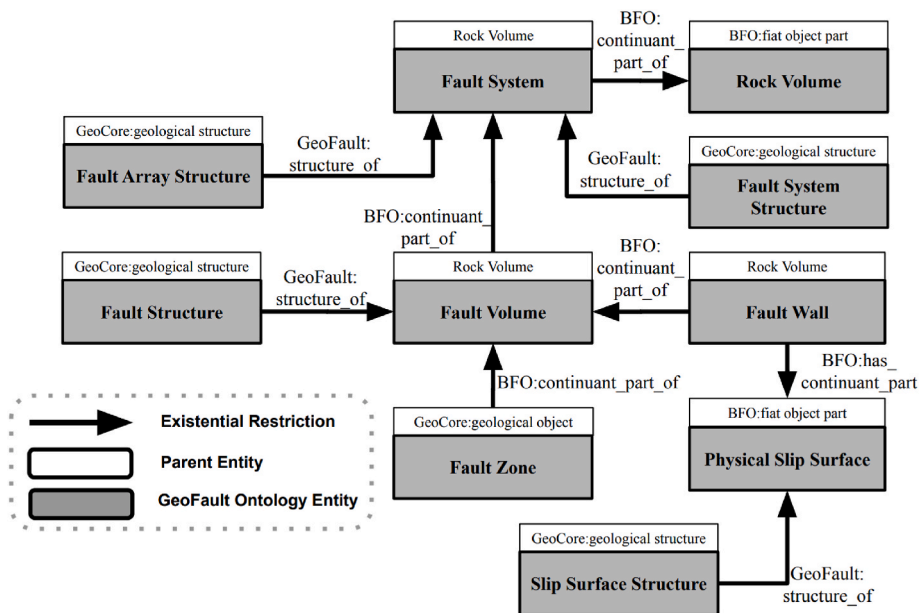 Rock Volume
Fault System
BFO:
continuant_
part_of
BFO:fiat object part
Rock Volume
GeoCore:geological structure
Fault Array Structure
GeoFault:
structure_of
GeoFault:
structure_of
GeoCore:geological structure
Fault System
Structure
BFO:continuant_
part_of
GeoCore:geological structure
Fault Structure
GeoFault:
structure_of
Rock Volume
Fault Volume
BFO:
continuant_
part_of
Rock Volume
Fault Wall
BFO:continuant_part_of
BFO:has_
continuant_part
GeoCore:geological object
Fault Zone
BFO:fiat object part
Physical Slip Surface
Existential Restriction
Parent Entity
GeoFault Ontology Entity
GeoCore:geological structure
Slip Surface Structure
GeoFault:
structure_of